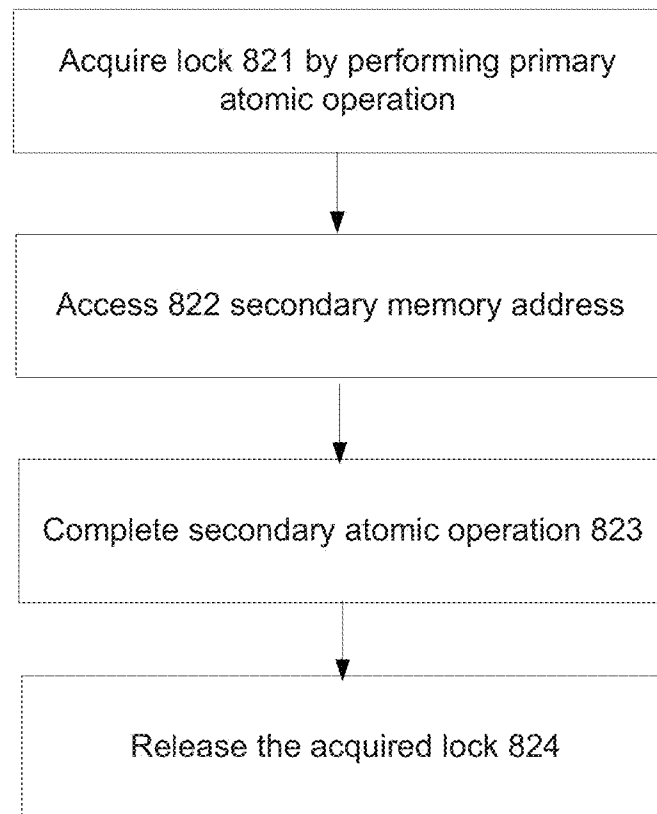 Acquire lock 821 by performing primary
atomic operation
Access 822 secondary memory address
Complete secondary atomic operation 823
Release the acquired lock 824